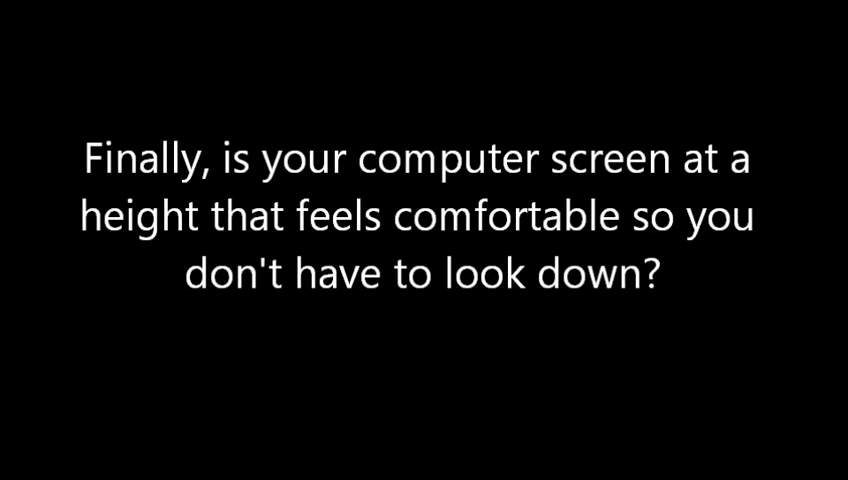 Finally, is your computer screen at a
height that feels comfortable so you
don't have to look down?